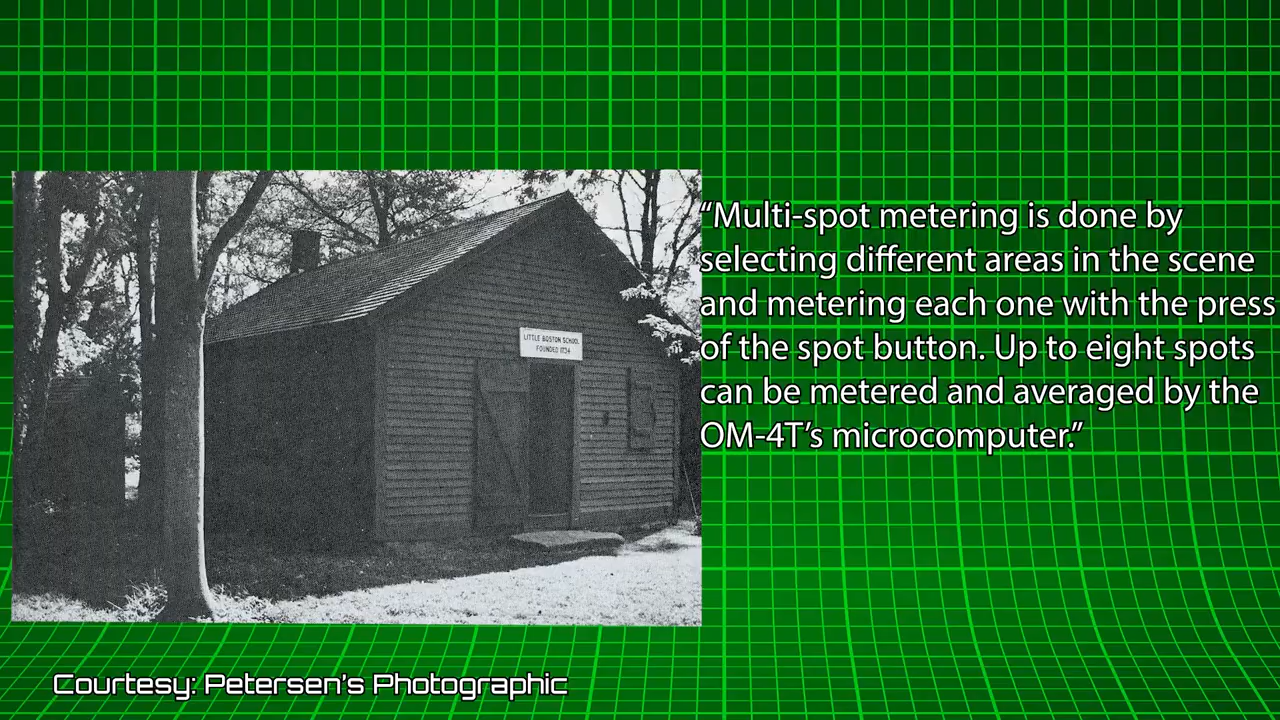 LITTLE BOSTON SCHOOL
FOUNDED 1734
“Multi-spot metering is done by
selecting different areas in the scene
and metering each one with the press
of the spot button. Up to eight spots
can be metered and averaged by the
OM-4T’s microcomputer.”
Courtesy: Petersen’s Photographic